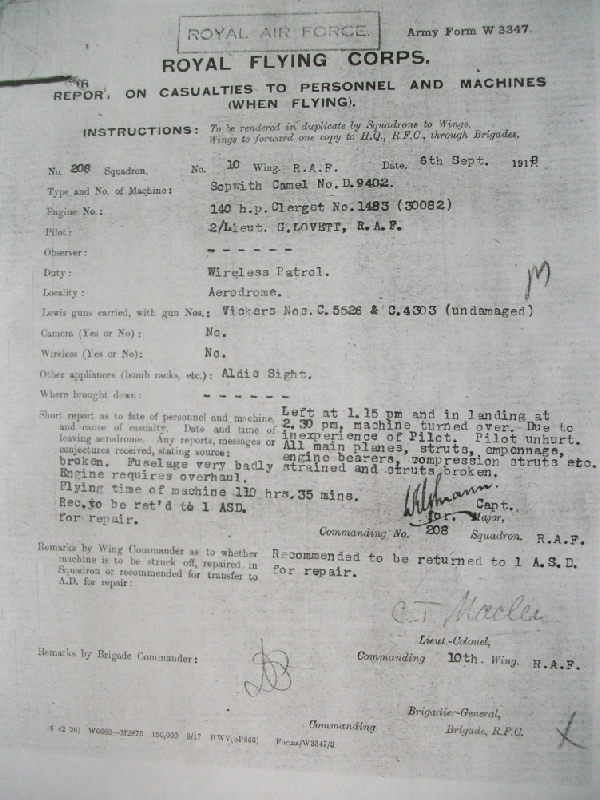 ROYAL AIR FORCE.
Army Form W 3347.
ROYAL FLYING CORPS.
REPORT ON CASUALTIES TO PERSONNEL AND MACHINES
(WHEN FLYING).
INSTRUCTIONS: To be rendered in duplicate by Squadrons to Wings.
Wings to forward one copy to H.Q., R.F.C., through Brigades.
No. 208 Squadron. No. 10 Wing. R.A.F. Date, 6th Sept. 1918
Type and No. of Machine: Sopwith Camel No.D.9402.
Engine No.: 140 h.p. Clerget No.1483 (30082)
Pilot: 2/Lieut. G.LOVETT, R.A.F.
Observer: - - - - - -
Duty: Wireless Patrol.
Locality: Aerodrome.
Lewis guns carried, with gun Nos.: Vickers Nos. C.5526 & C.4303 (undamaged)
Camera (Yes or No): No.
Wireless (Yes or No): No.
Other appliances (bomb racks, etc.): Aldis Sight.
Where brought down: - - - - - -
Short report as to fate of personnel and machine, and cause of casualty. Date and time of leaving aerodrome. Any reports, messages or conjectures received, stating source:
Left at 1.15 pm and in landing at
2.30 pm, machine turned over. Due to
inexperience of Pilot. Pilot unhurt.
All main planes, struts, empennage,
engine bearers, compression struts etc.
broken. Fuselage very badly strained and struts broken.
Engine requires overhaul.
Flying time of machine 110 hrs.35 mins.
Rec. to be ret'd to 1 ASD.
for repair.
Capt.
for. Major,
Commanding No. 208 Squadron, R.A.F.
Remarks by Wing Commander as to whether machine is to be struck off, repaired in Squadron or recommended for transfer to A.D. for repair:
Recommended to be returned to 1 A.S.D.
for repair.
Lieut.-Colonel,
Commanding 10th. Wing. R.A.F.
Remarks by Brigade Commander:
Brigadier-General,
Commanding Brigade, R.F.C.